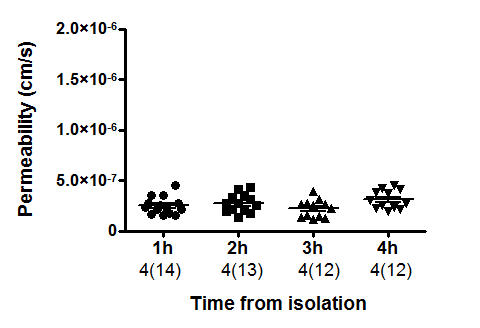 2.0×10⁻⁶
1.5×10⁻⁶
1.0×10⁻⁶
5.0×10⁻⁷
0
Permeability (cm/s)
1h 2h 3h 4h
4(14) 4(13) 4(12) 4(12)
Time from isolation